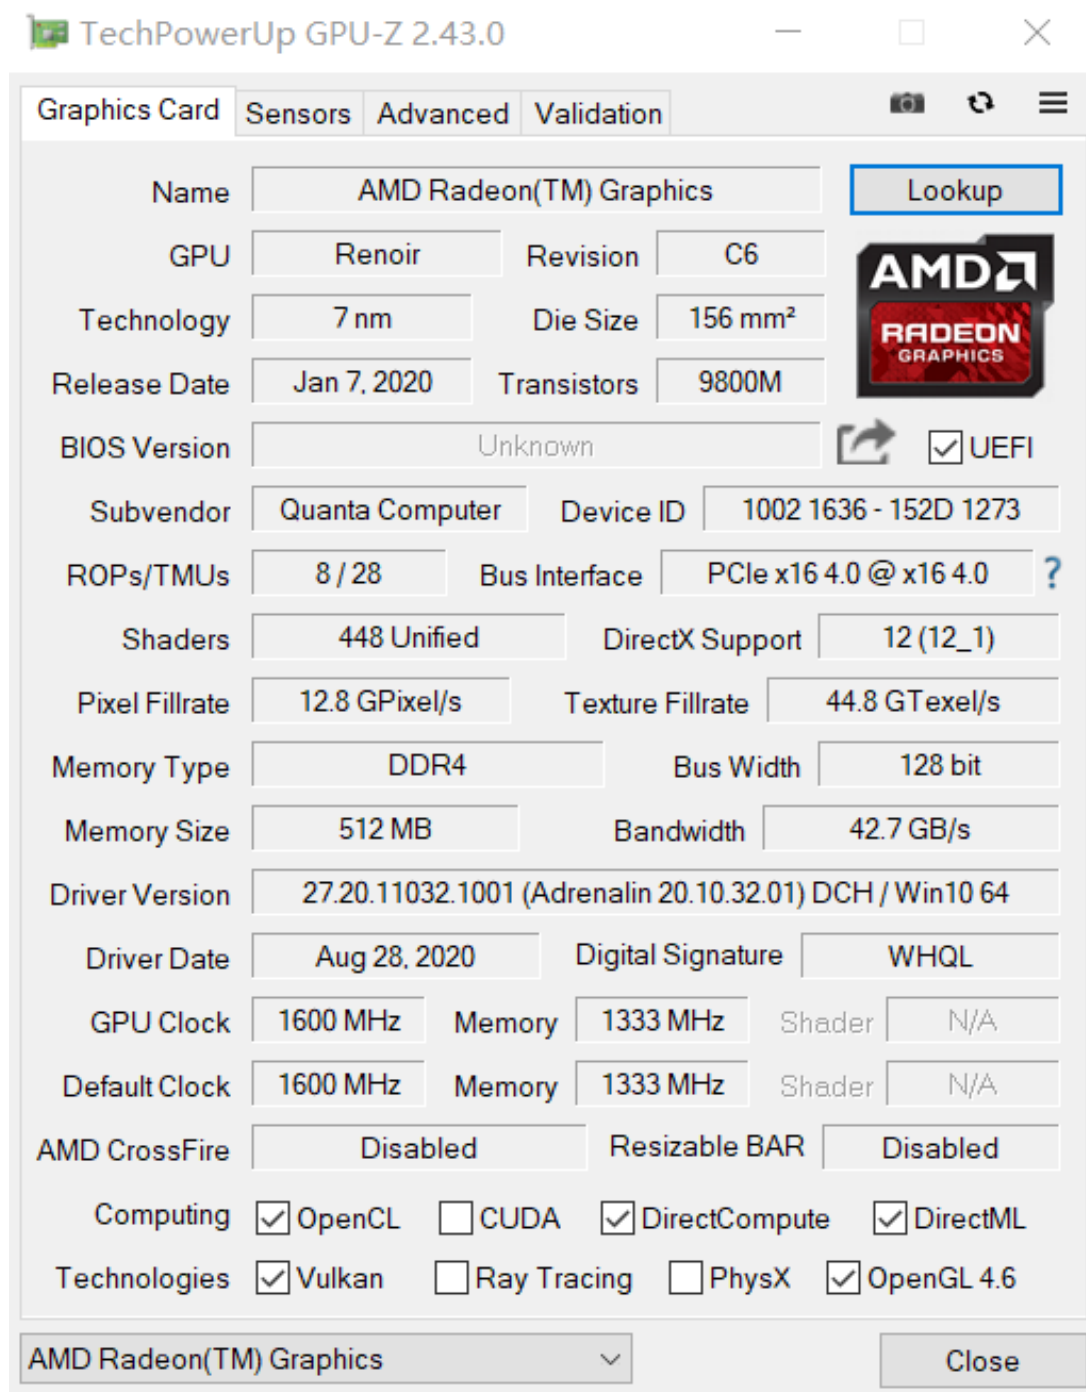 TechPowerUp GPU-Z 2.43.0
Graphics Card Sensors Advanced Validation
Name AMD Radeon(TM) Graphics Lookup
GPU Renoir Revision C6
AMD
RADEON
GRAPHICS
Technology 7 nm Die Size 156 mm²
Release Date Jan 7, 2020 Transistors 9800M
BIOS Version Unknown UEFI
Subvendor Quanta Computer Device ID 1002 1636 - 152D 1273
ROPs/TMUs 8 / 28 Bus Interface PCIe x16 4.0 @ x16 4.0 ?
Shaders 448 Unified DirectX Support 12 (12_1)
Pixel Fillrate 12.8 GPixel/s Texture Fillrate 44.8 GTexel/s
Memory Type DDR4 Bus Width 128 bit
Memory Size 512 MB Bandwidth 42.7 GB/s
Driver Version 27.20.11032.1001 (Adrenalin 20.10.32.01) DCH / Win10 64
Driver Date Aug 28, 2020 Digital Signature WHQL
GPU Clock 1600 MHz Memory 1333 MHz Shader N/A
Default Clock 1600 MHz Memory 1333 MHz Shader N/A
AMD CrossFire Disabled Resizable BAR Disabled
Computing OpenCL CUDA DirectCompute DirectML
Technologies Vulkan Ray Tracing PhysX OpenGL 4.6
AMD Radeon(TM) Graphics Close